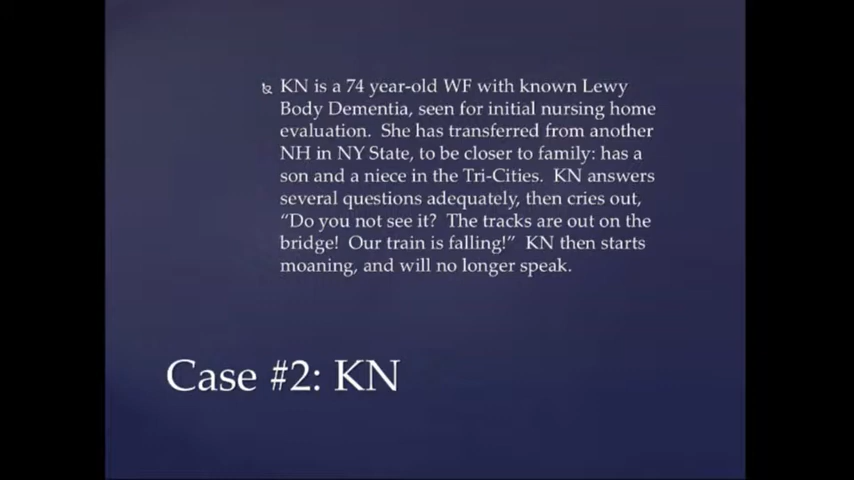 KN is a 74 year-old WF with known Lewy
Body Dementia, seen for initial nursing home
evaluation. She has transferred from another
NH in NY State, to be closer to family: has a
son and a niece in the Tri-Cities. KN answers
several questions adequately, then cries out,
“Do you not see it? The tracks are out on the
bridge! Our train is falling!” KN then starts
moaning, and will no longer speak.
Case #2: KN